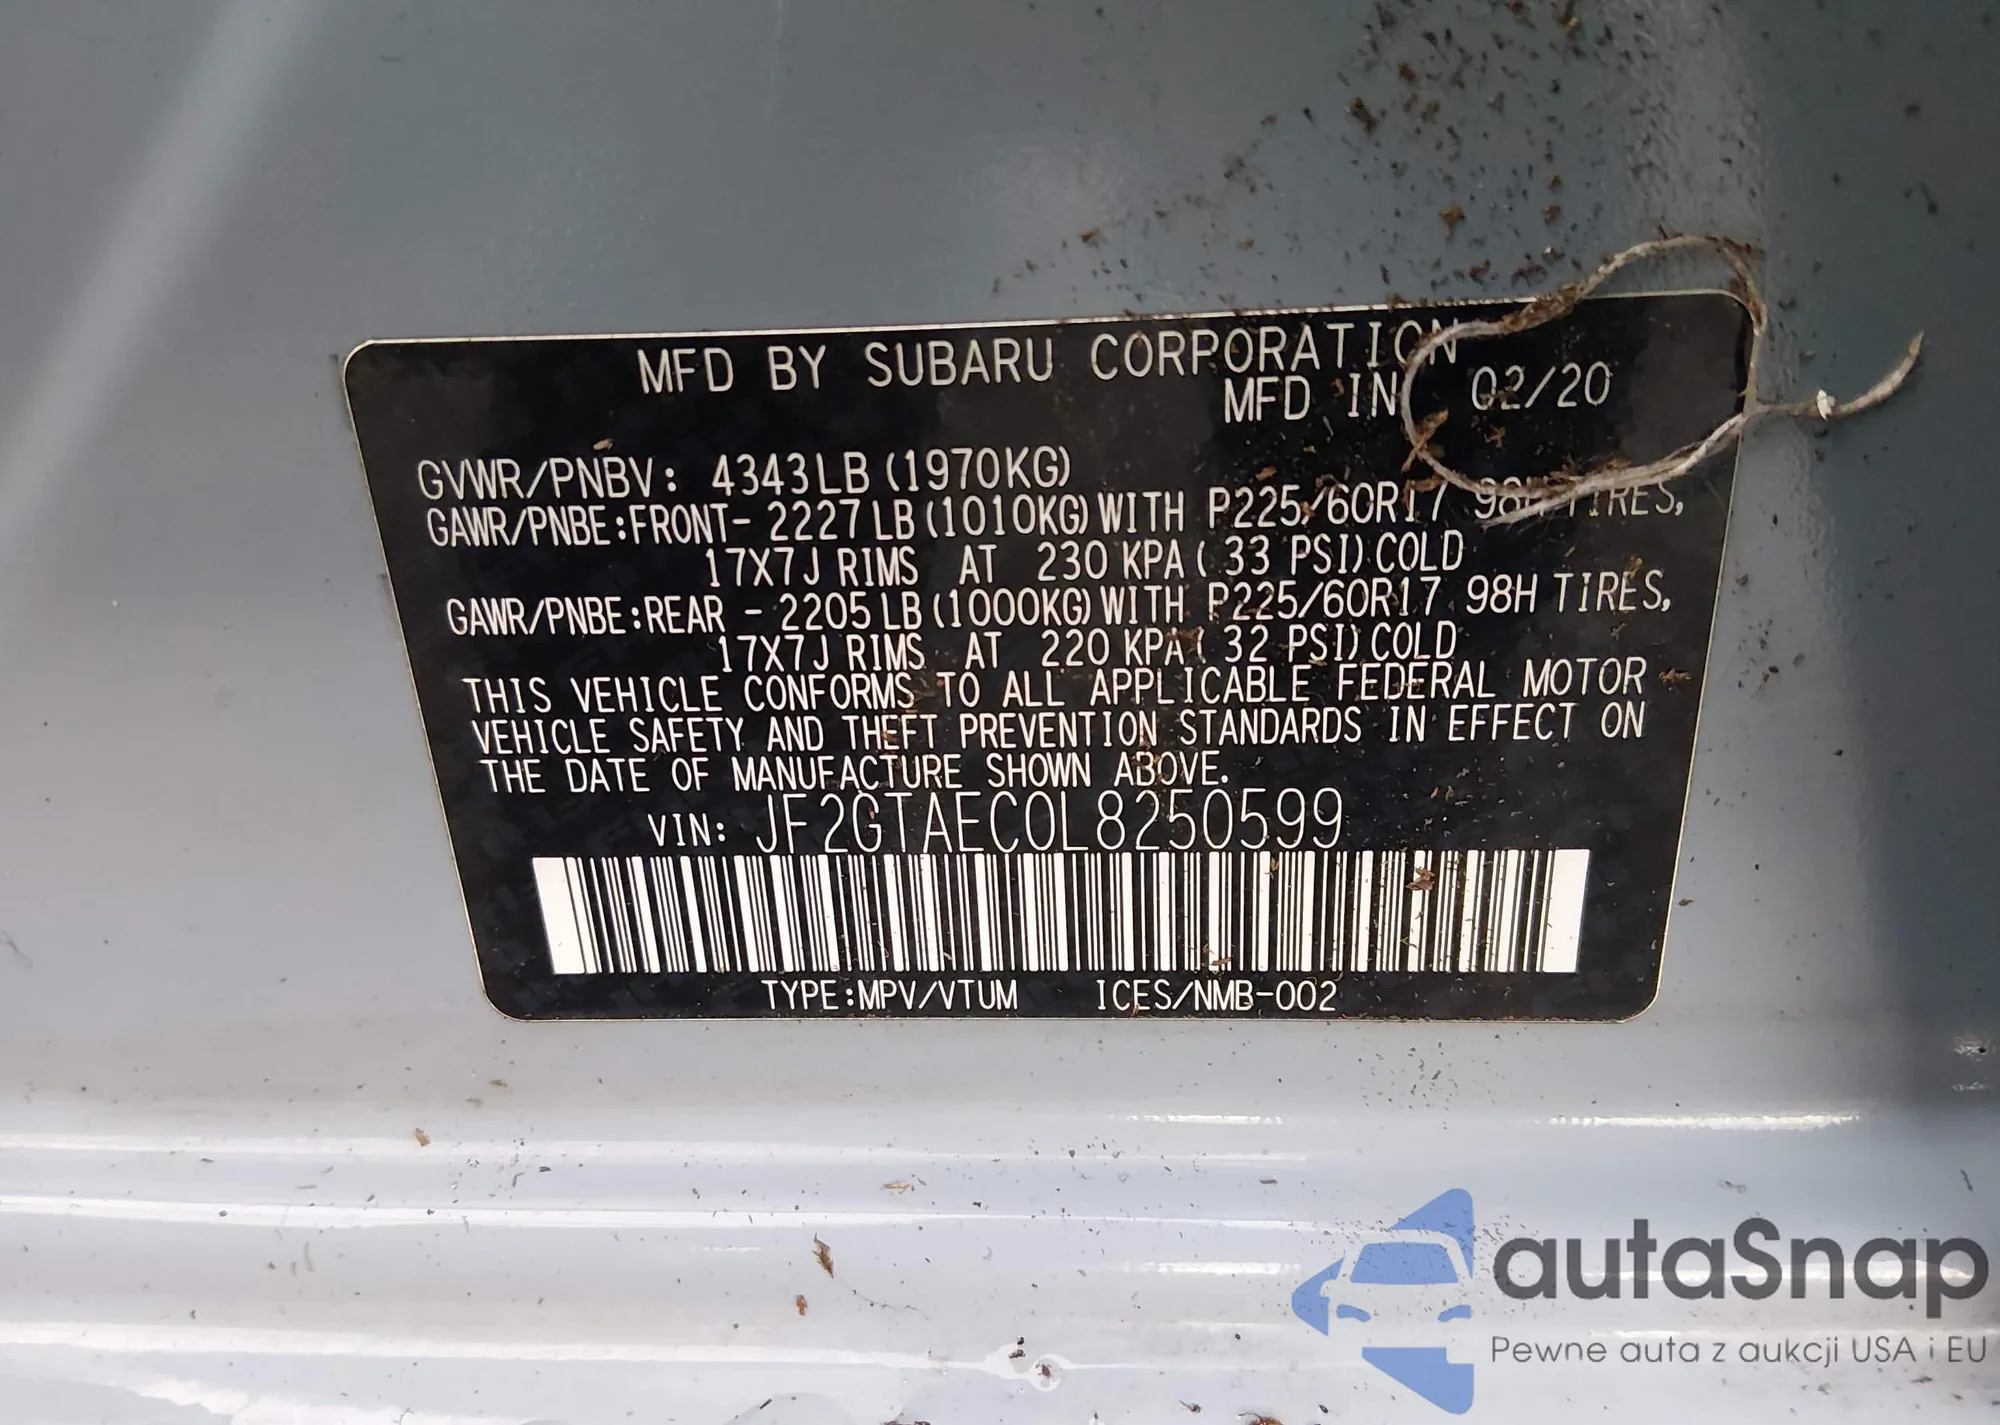 MFD BY SUBARU CORPORATION
MFD IN 02/20
GVWR/PNBV: 4343LB(1970KG)
GAWR/PNBE:FRONT- 2227LB(1010KG)WITH P225/60R17 98H TIRES,
17X7J RIMS AT 230 KPA( 33 PSI)COLD
GAWR/PNBE:REAR - 2205LB(1000KG)WITH P225/60R17 98H TIRES,
17X7J RIMS AT 220 KPA( 32 PSI)COLD
THIS VEHICLE CONFORMS TO ALL APPLICABLE FEDERAL MOTOR
VEHICLE SAFETY AND THEFT PREVENTION STANDARDS IN EFFECT ON
THE DATE OF MANUFACTURE SHOWN ABOVE.
VIN: JF2GTAEC0L8250599
TYPE:MPV/VTUM ICES/NMB-002
autaSnap
Pewne auta z aukcji USA i EU